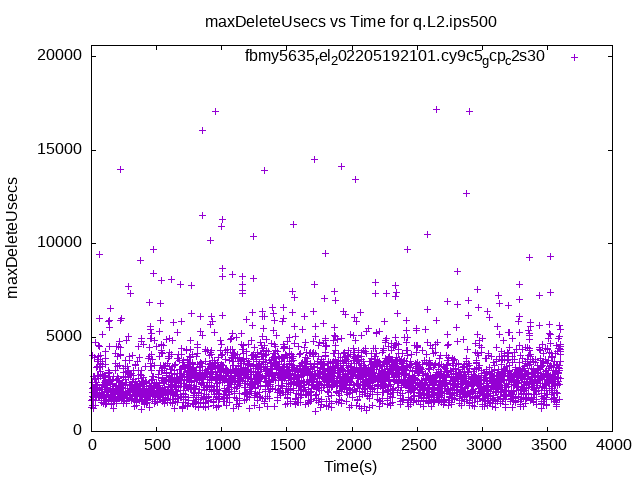 maxDeleteUsecs vs Time for q.L2.ips500
fbmy5635rel202205192101.cy9c5gcpc2s30
20000
15000
10000
5000
0
maxDeleteUsecs
0 500 1000 1500 2000 2500 3000 3500 4000
Time(s)